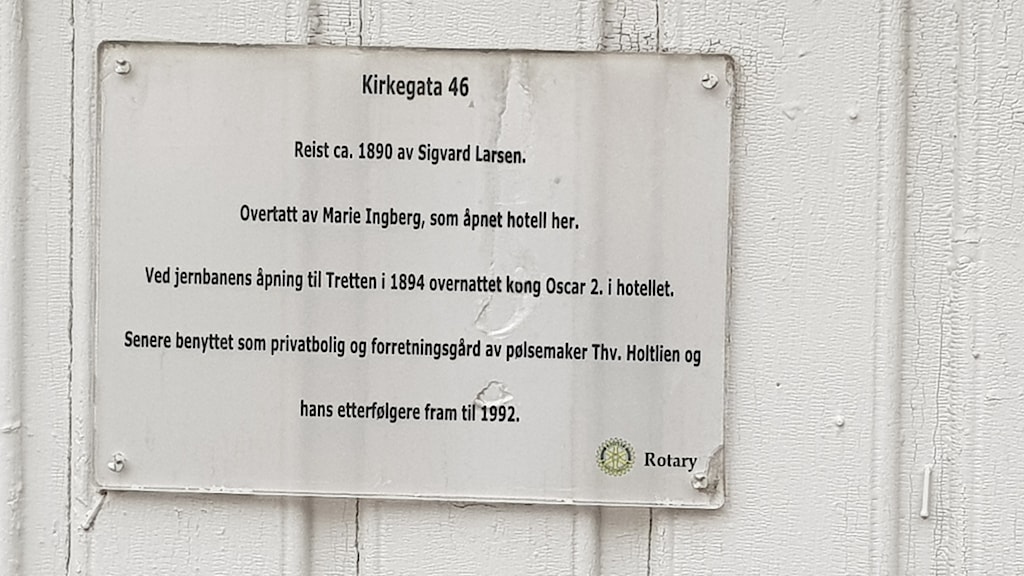 Kirkegata 46
Reist ca. 1890 av Sigvard Larsen.
Overtatt av Marie Ingberg, som åpnet hotell her.
Ved jernbanens åpning til Tretten i 1894 overnattet kong Oscar 2. i hotellet.
Senere benyttet som privatbolig og forretningsgård av pølsemaker Thv. Holtlien og
hans etterfølgere fram til 1992.
Rotary